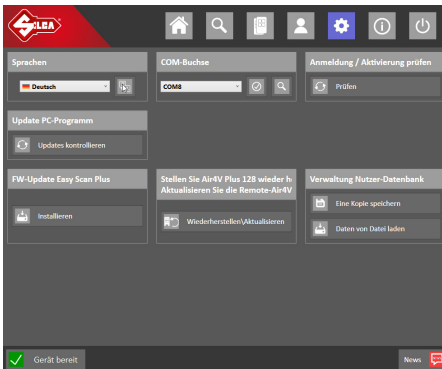 SILCA
Sprachen
Deutsch
COM-Buchse
COM8
Anmeldung / Aktivierung prüfen
Prüfen
Update PC-Programm
Updates kontrollieren
FW-Update Easy Scan Plus
Installieren
Stellen Sie Air4V Plus 128 wieder he
Aktualisieren Sie die Remote-Air4V
Wiederherstellen\Aktualisieren
Verwaltung Nutzer-Datenbank
Eine Kopie speichern
Daten von Datei laden
Gerät bereit
News